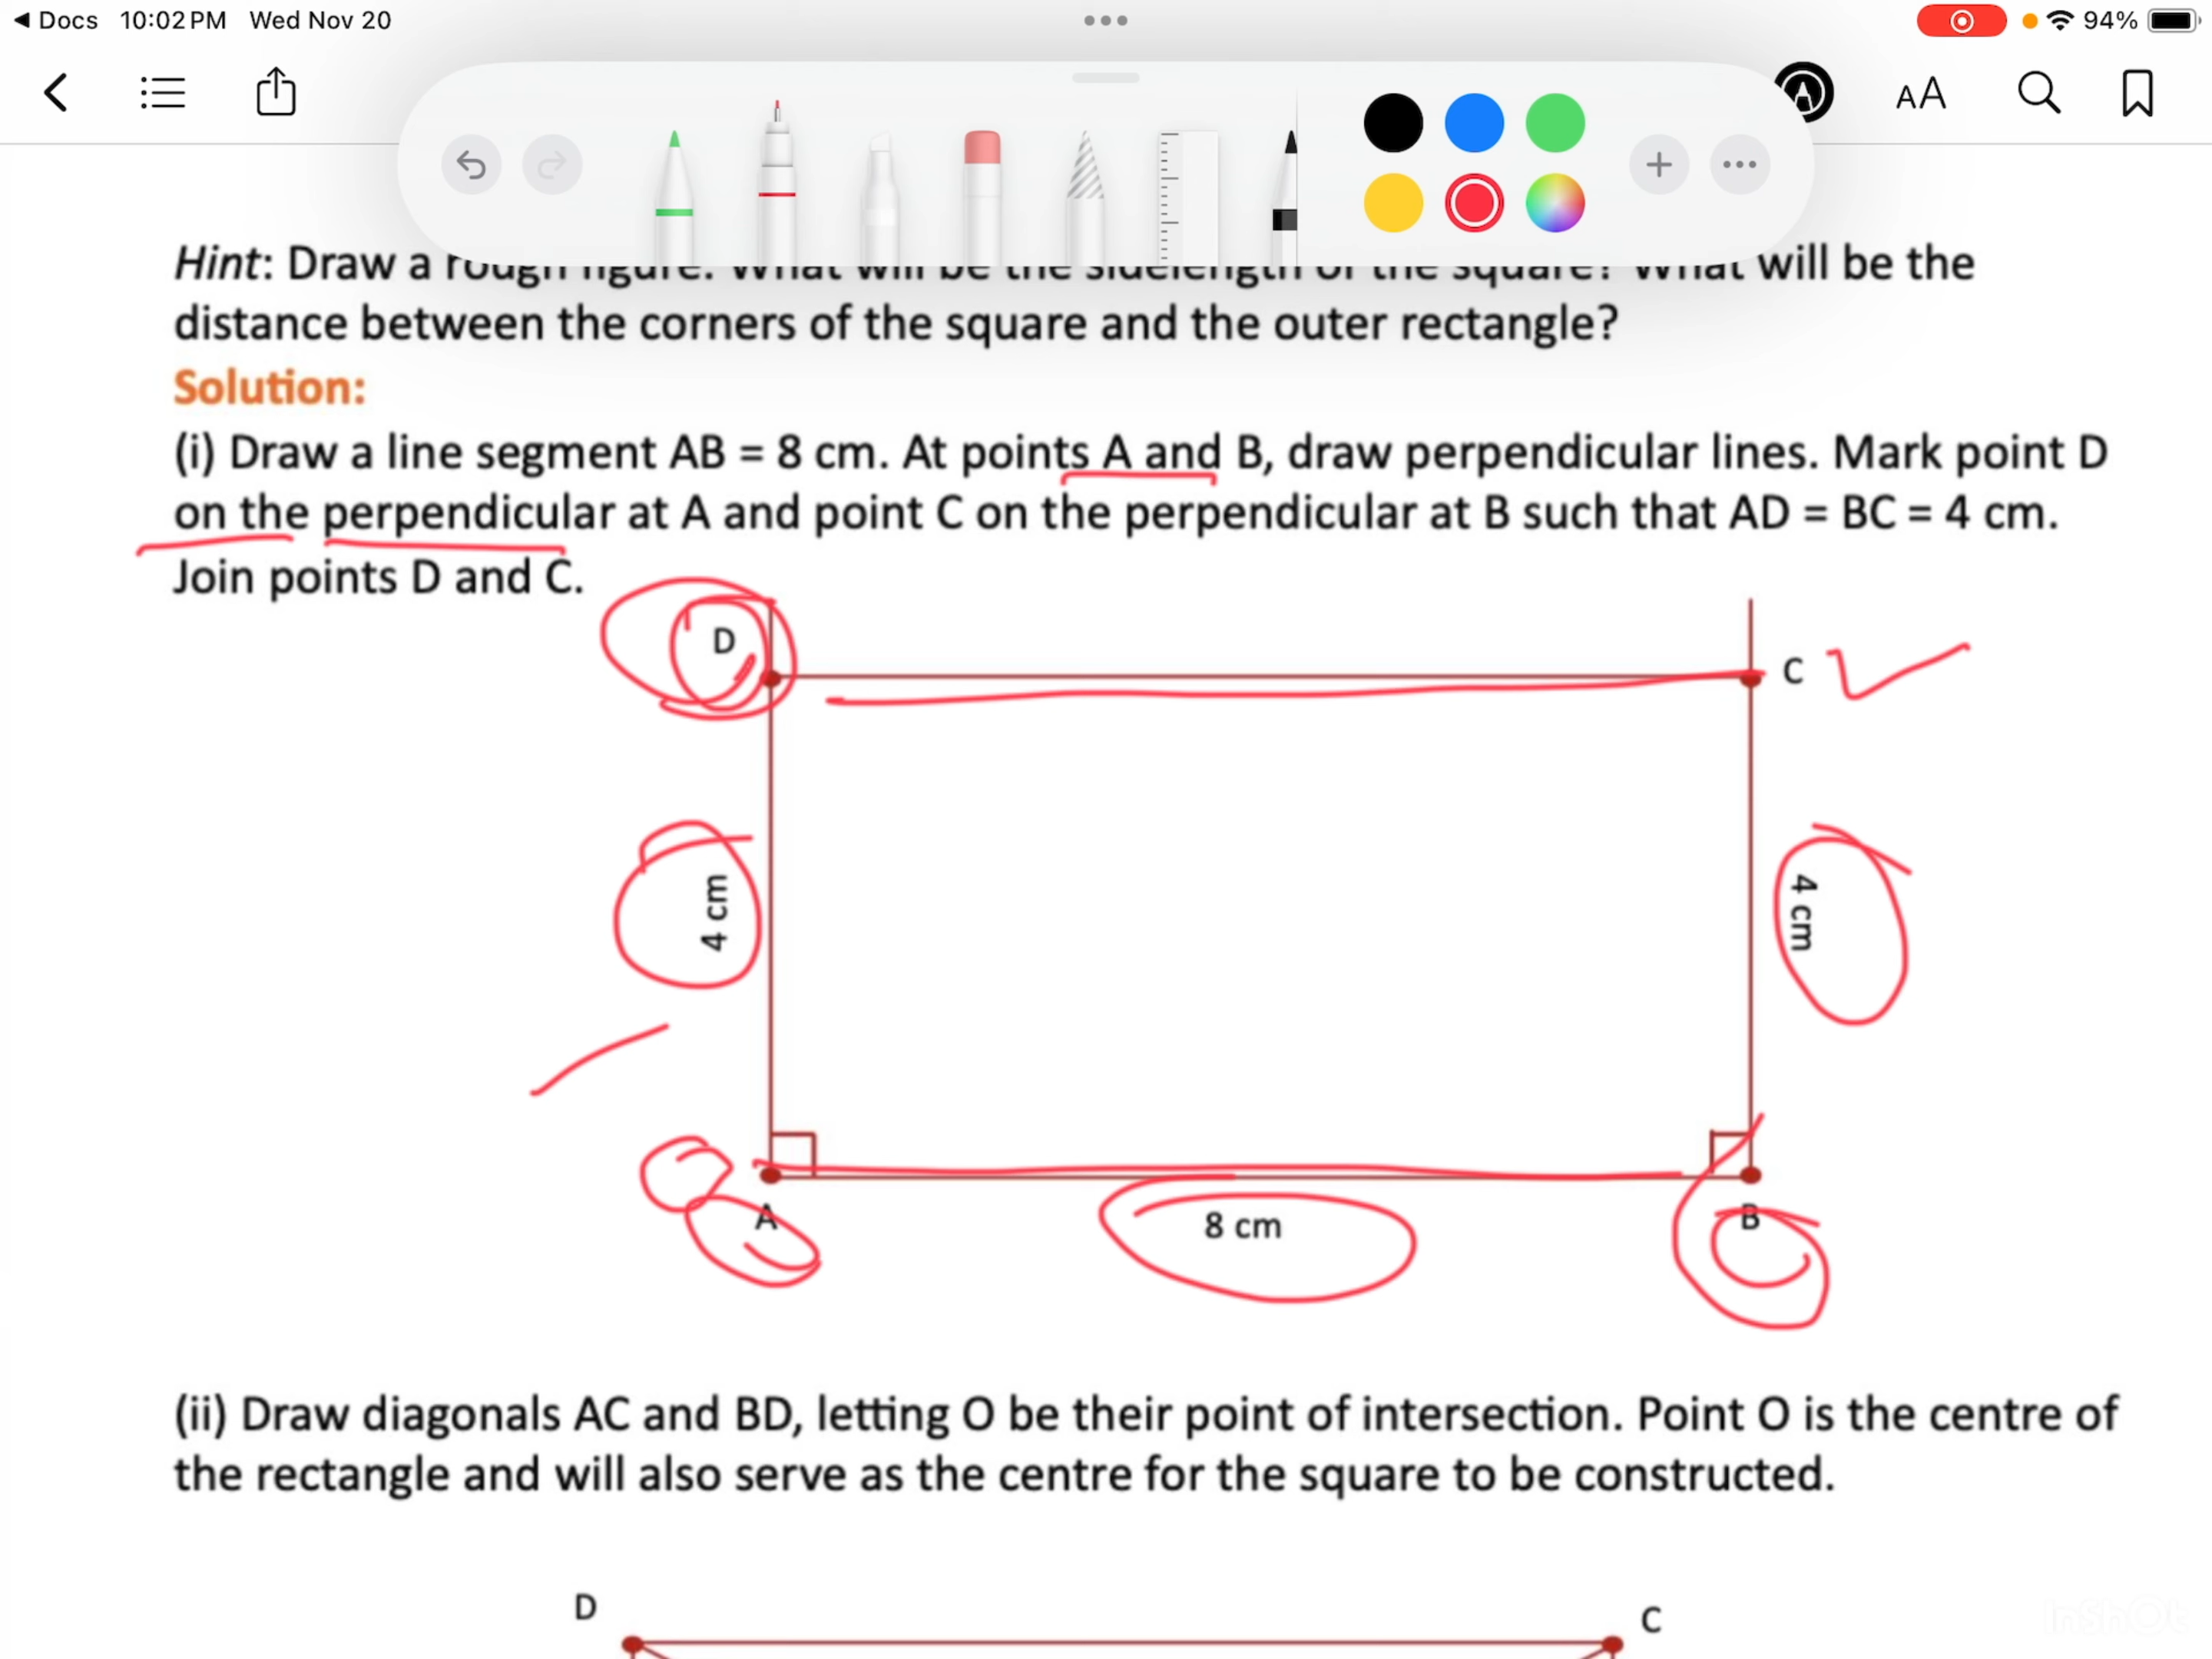 ◀ Docs 10:02 PM Wed Nov 20
94%
AA
Hint: Draw a rough figure. What will be the sidelength of the square? What will be the
distance between the corners of the square and the outer rectangle?
Solution:
(i) Draw a line segment AB = 8 cm. At points A and B, draw perpendicular lines. Mark point D
on the perpendicular at A and point C on the perpendicular at B such that AD = BC = 4 cm.
Join points D and C.
D
C
4 cm
4 cm
A
8 cm
B
(ii) Draw diagonals AC and BD, letting O be their point of intersection. Point O is the centre of
the rectangle and will also serve as the centre for the square to be constructed.
D
C
InShOt